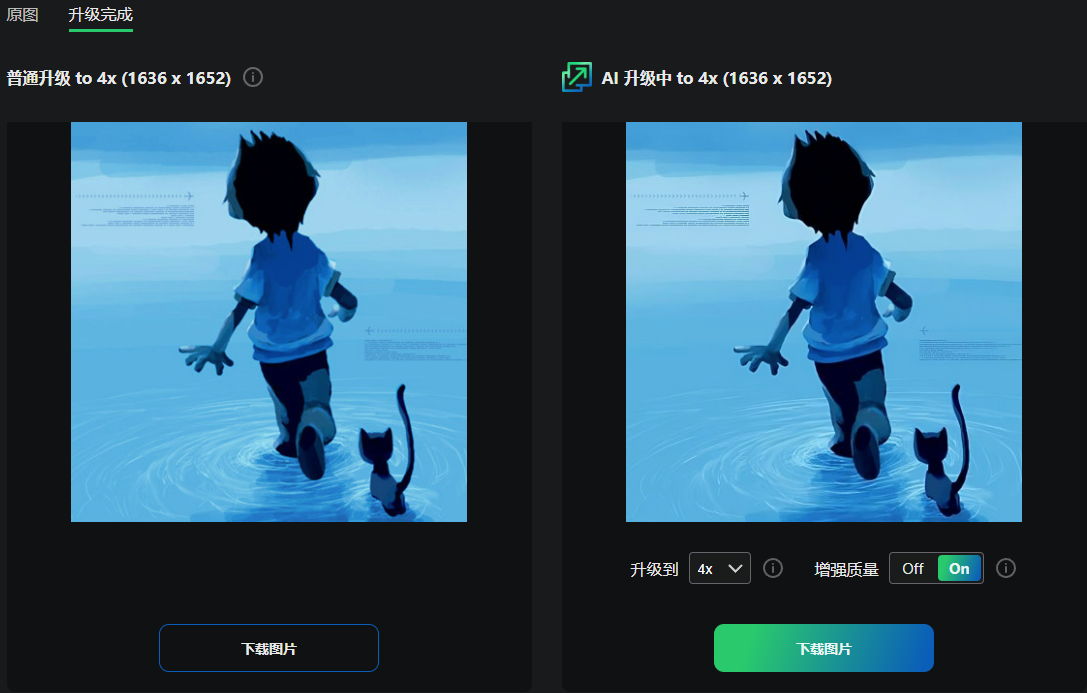 原图 升级完成
普通升级 to 4x (1636 x 1652)
AI 升级中 to 4x (1636 x 1652)
升级到 4x 增强质量 Off On
下载图片
下载图片